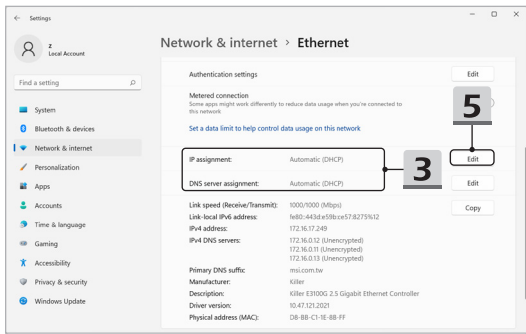 Settings
z
Local Account
Find a setting
System
Bluetooth & devices
Network & internet
Personalization
Apps
Accounts
Time & language
Gaming
Accessibility
Privacy & security
Windows Update
Network & internet > Ethernet
Authentication settings Edit
Metered connection
Some apps might work differently to reduce data usage when you're connected to
this network
5
Set a data limit to help control data usage on this network
IP assignment: Automatic (DHCP) Edit
3
DNS server assignment: Automatic (DHCP) Edit
Link speed (Receive/Transmit): 1000/1000 (Mbps) Copy
Link-local IPv6 address: fe80::443d:e59b:ce57:8275%12
IPv4 address: 172.16.17.249
IPv4 DNS servers: 172.16.0.12 (Unencrypted)
172.16.0.11 (Unencrypted)
172.16.0.13 (Unencrypted)
Primary DNS suffix: msi.com.tw
Manufacturer: Killer
Description: Killer E3100G 2.5 Gigabit Ethernet Controller
Driver version: 10.47.121.2021
Physical address (MAC): D8-BB-C1-1E-8B-FF